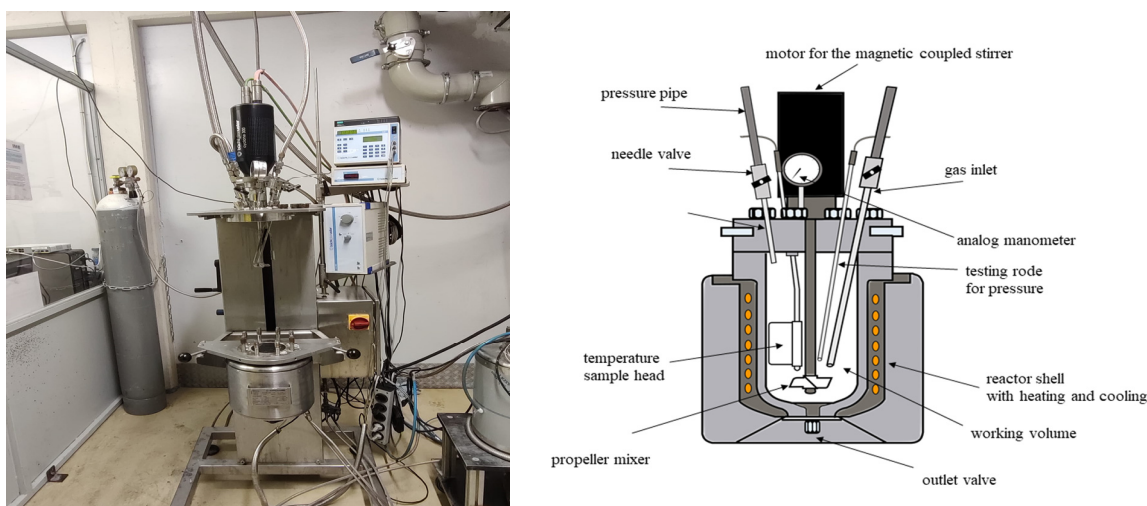 motor for the magnetic coupled stirrer
pressure pipe
needle valve
gas inlet
analog manometer
testing rode
for pressure
temperature
sample head
reactor shell
with heating and cooling
working volume
propeller mixer
outlet valve